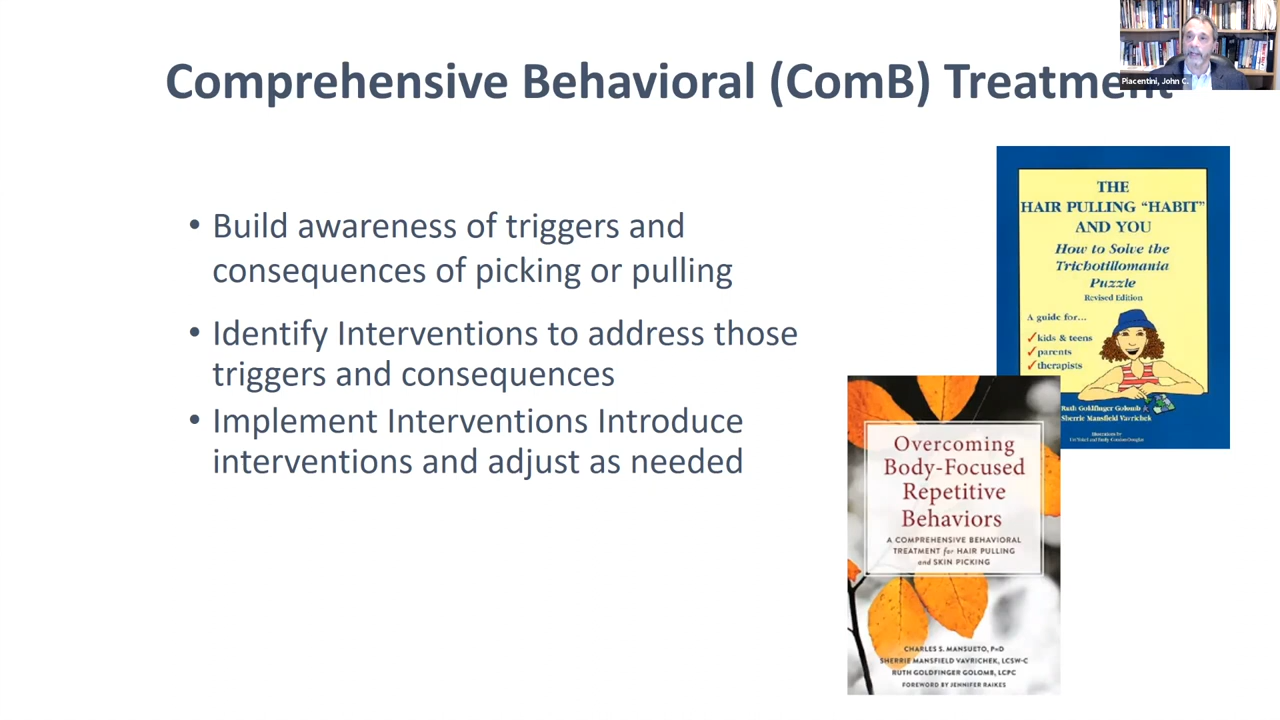 Comprehensive Behavioral (ComB) Treatment
Piacentini, John C.
• Build awareness of triggers and
consequences of picking or pulling
• Identify Interventions to address those
triggers and consequences
• Implement Interventions Introduce
interventions and adjust as needed
THE
HAIR PULLING “HABIT”
AND YOU
How to Solve the
Trichotillomania
Puzzle
Revised Edition
A guide for...
kids & teens
parents
therapists
Ruth Goldfinger Golomb
Sherrie Mansfield Vavrichek
Illustrations by
Overcoming
Body-Focused
Repetitive
Behaviors
A COMPREHENSIVE BEHAVIORAL
TREATMENT for HAIR PULLING
and SKIN PICKING
CHARLES S. MANSUETO, PhD
SHERRIE MANSFIELD VAVRICHEK, LCSW-C
RUTH GOLDFINGER GOLOMB, LCPC
FOREWORD BY JENNIFER RAIKES